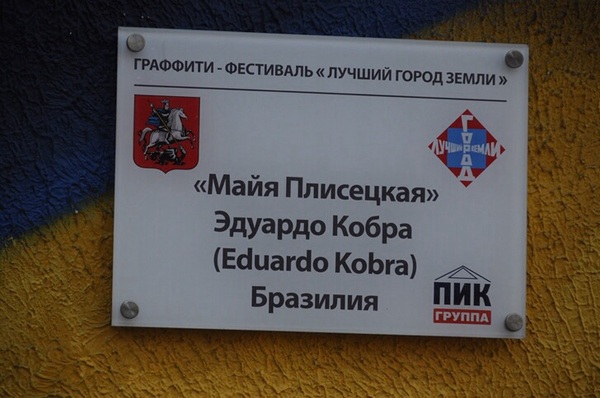 ГРАФФИТИ - ФЕСТИВАЛЬ « ЛУЧШИЙ ГОРОД ЗЕМЛИ »
ГОРОД
ЛУЧШИЙ ЗЕМЛИ
«Майя Плисецкая»
Эдуардо Кобра
(Eduardo Kobra)
Бразилия
ПИК
ГРУППА